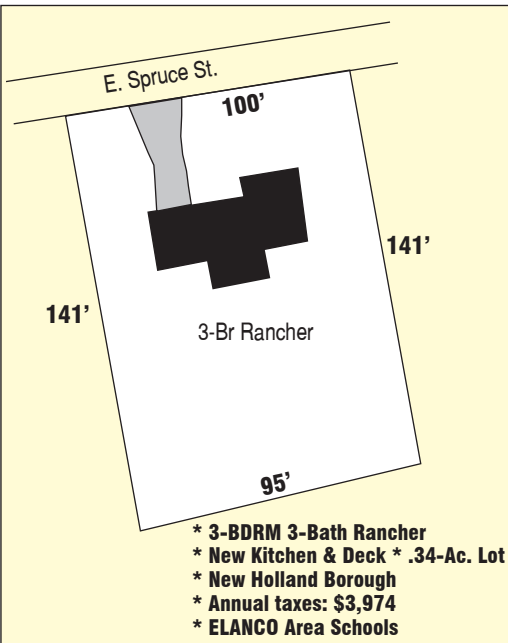 E. Spruce St.
100’
141’
141’
3-Br Rancher
95’
* 3-BDRM 3-Bath Rancher
* New Kitchen & Deck * .34-Ac. Lot
* New Holland Borough
* Annual taxes: $3,974
* ELANCO Area Schools